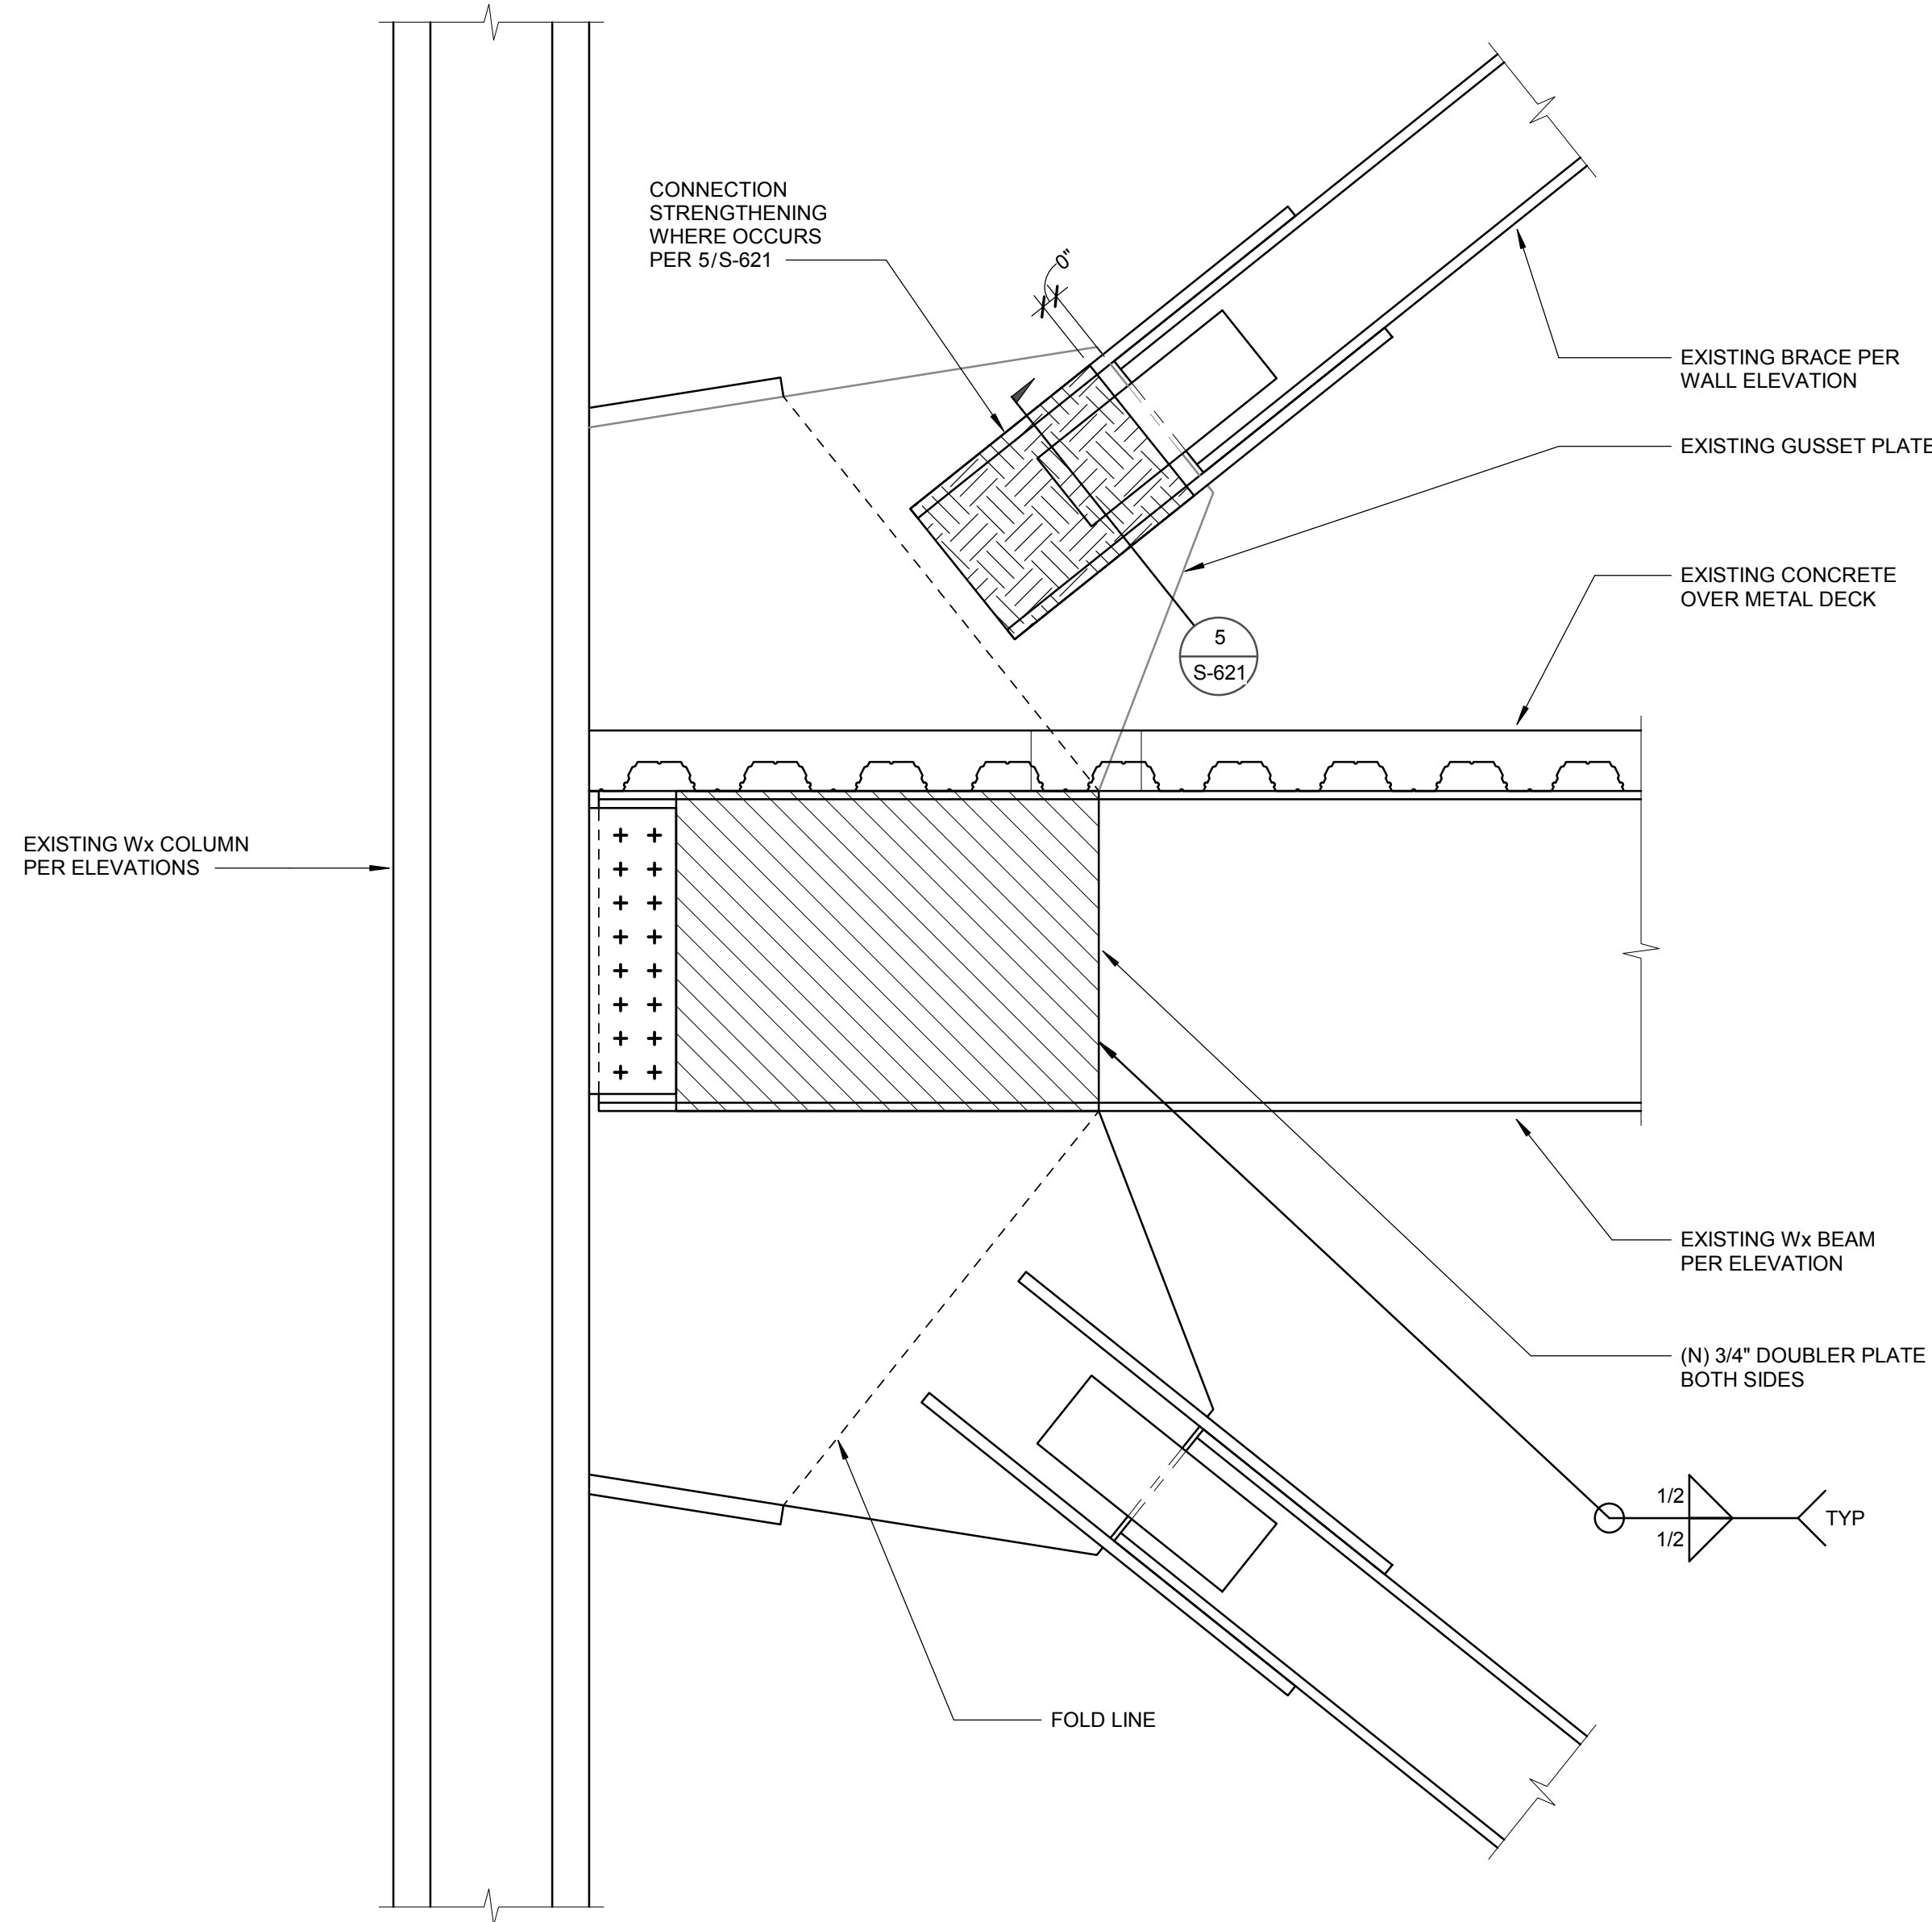 CONNECTION
STRENGTHENING
WHERE OCCURS
PER 5/S-621
0"
EXISTING BRACE PER
WALL ELEVATION
EXISTING GUSSET PLATE
EXISTING CONCRETE
OVER METAL DECK
5
S-621
EXISTING Wx COLUMN
PER ELEVATIONS
EXISTING Wx BEAM
PER ELEVATION
(N) 3/4" DOUBLER PLATE
BOTH SIDES
1/2
1/2
TYP
FOLD LINE